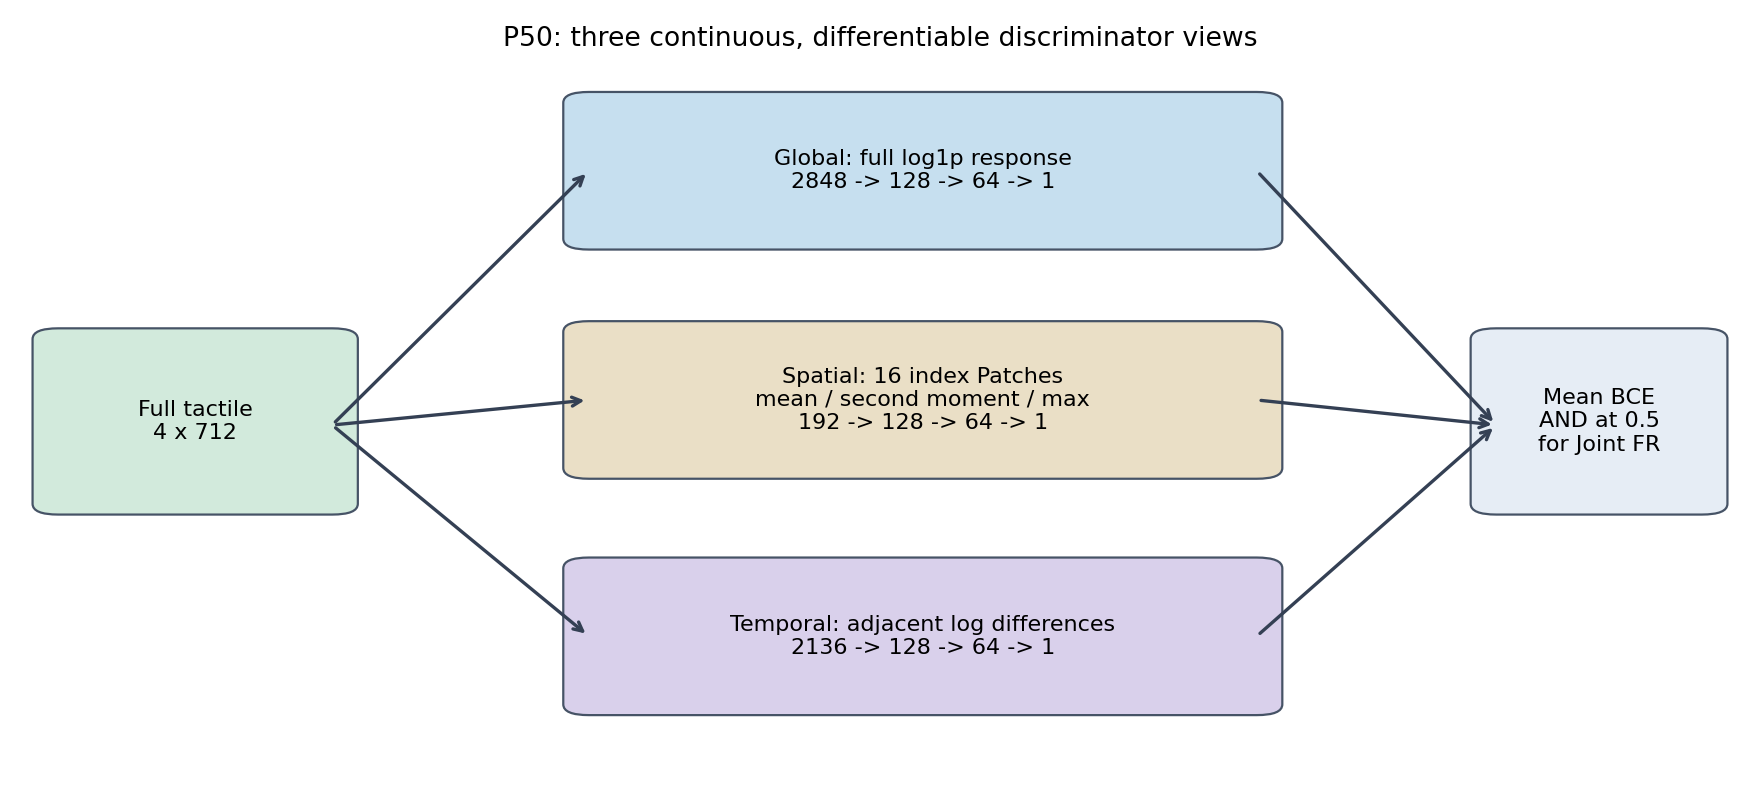 P50: three continuous, differentiable discriminator views
Global: full log1p response
2848 -> 128 -> 64 -> 1
Full tactile
4 x 712
Spatial: 16 index Patches
mean / second moment / max
192 -> 128 -> 64 -> 1
Mean BCE
AND at 0.5
for Joint FR
Temporal: adjacent log differences
2136 -> 128 -> 64 -> 1